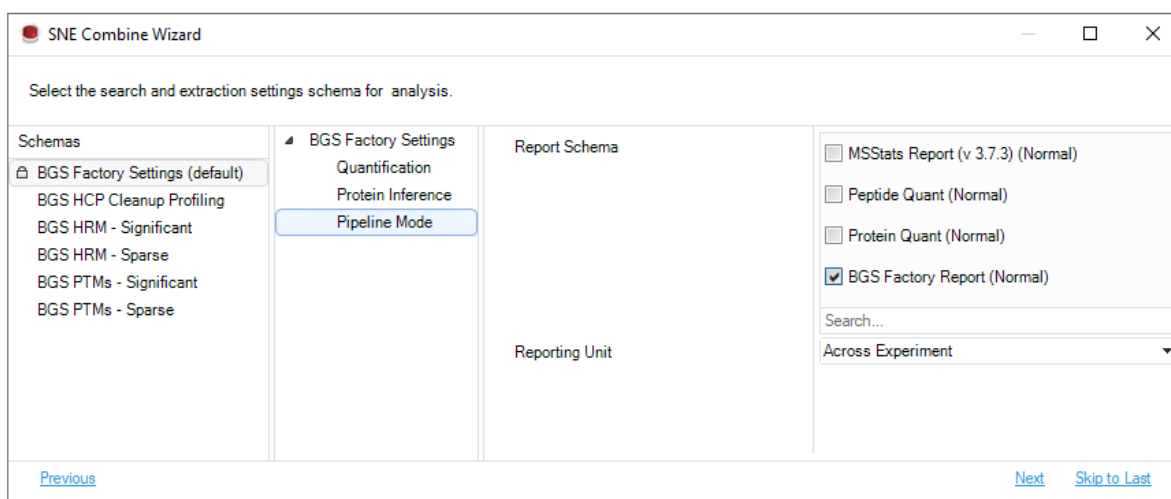 SNE Combine Wizard
Select the search and extraction settings schema for analysis.
Schemas
BGS Factory Settings (default)
BGS HCP Cleanup Profiling
BGS HRM - Significant
BGS HRM - Sparse
BGS PTMs - Significant
BGS PTMs - Sparse
BGS Factory Settings
Quantification
Protein Inference
Pipeline Mode
Report Schema
MSStats Report (v 3.7.3) (Normal)
Peptide Quant (Normal)
Protein Quant (Normal)
BGS Factory Report (Normal)
Search...
Reporting Unit
Across Experiment
Previous
Next
Skip to Last